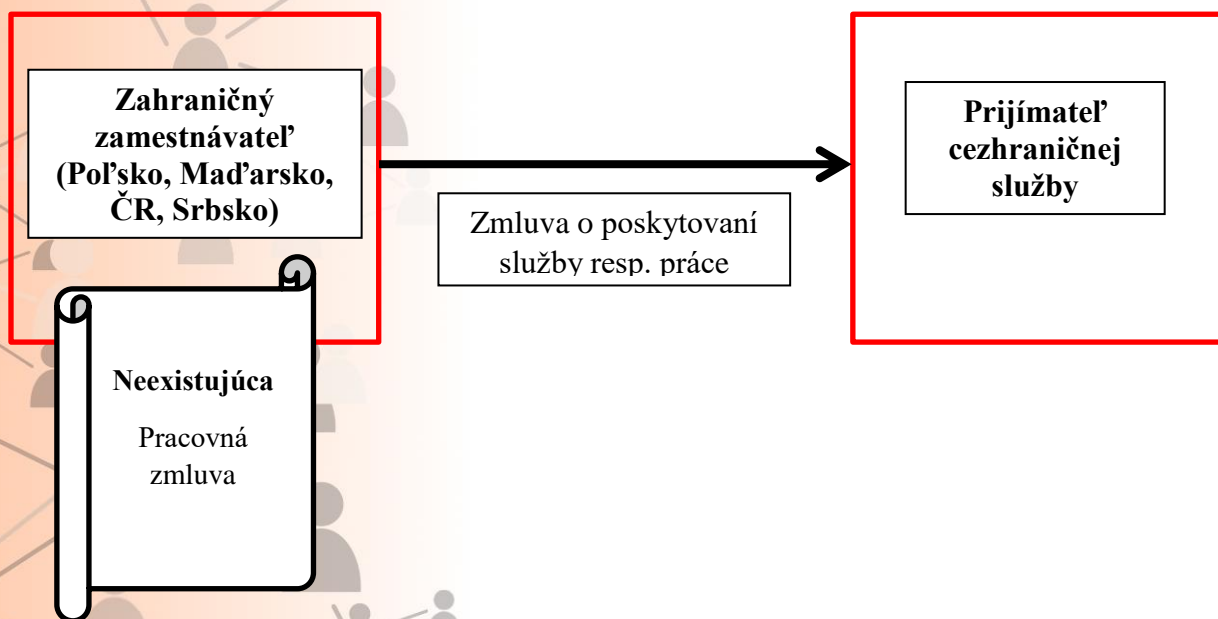 Zahraničný
zamestnávateľ
(Poľsko, Maďarsko,
ČR, Srbsko)
Zmluva o poskytovaní
služby resp. práce
Prijímateľ
cezhraničnej
služby
Neexistujúca
Pracovná
zmluva